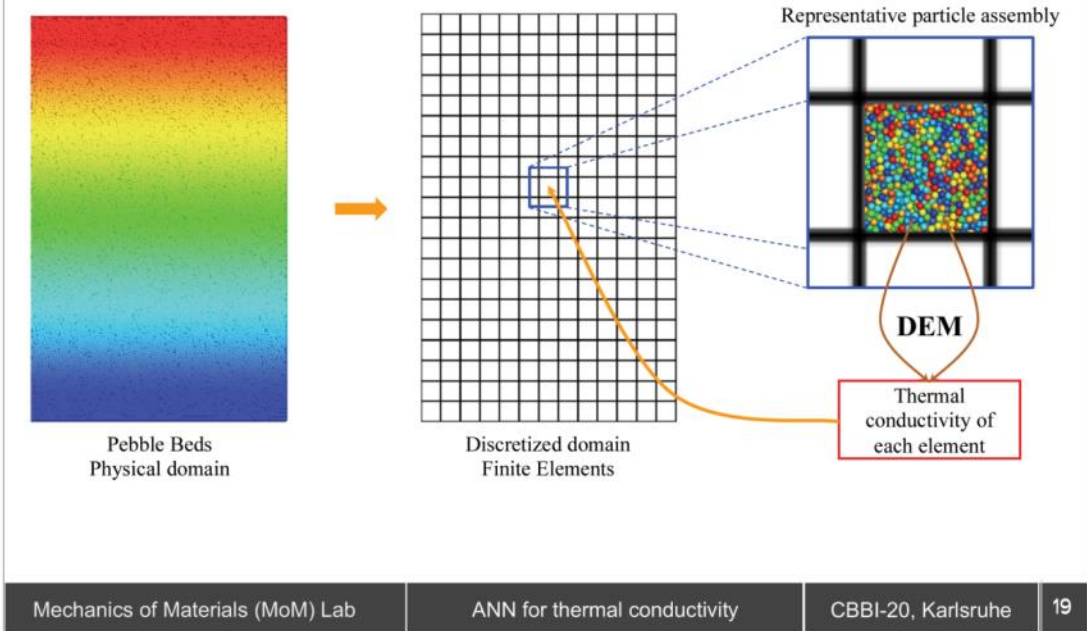 Representative particle assembly
DEM
Thermal
conductivity of
each element
Pebble Beds
Physical domain
Discretized domain
Finite Elements
Mechanics of Materials (MoM) Lab
ANN for thermal conductivity
CBBI-20, Karlsruhe
19